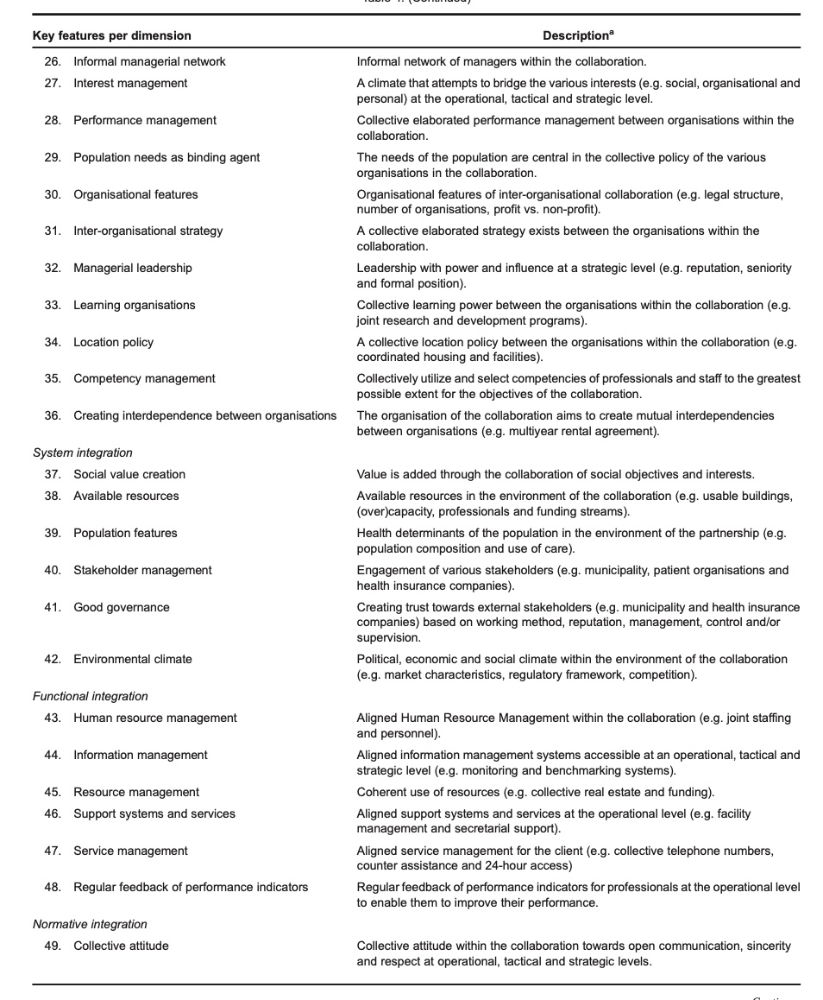 Table 4. (Continued)
Key features per dimension Descriptionᵃ
26. Informal managerial network Informal network of managers within the collaboration.
27. Interest management A climate that attempts to bridge the various interests (e.g. social, organisational and
personal) at the operational, tactical and strategic level.
28. Performance management Collective elaborated performance management between organisations within the
collaboration.
29. Population needs as binding agent The needs of the population are central in the collective policy of the various
organisations in the collaboration.
30. Organisational features Organisational features of inter-organisational collaboration (e.g. legal structure,
number of organisations, profit vs. non-profit).
31. Inter-organisational strategy A collective elaborated strategy exists between the organisations within the
collaboration.
32. Managerial leadership Leadership with power and influence at a strategic level (e.g. reputation, seniority
and formal position).
33. Learning organisations Collective learning power between the organisations within the collaboration (e.g.
joint research and development programs).
34. Location policy A collective location policy between the organisations within the collaboration (e.g.
coordinated housing and facilities).
35. Competency management Collectively utilize and select competencies of professionals and staff to the greatest
possible extent for the objectives of the collaboration.
36. Creating interdependence between organisations The organisation of the collaboration aims to create mutual interdependencies
between organisations (e.g. multiyear rental agreement).
System integration
37. Social value creation Value is added through the collaboration of social objectives and interests.
38. Available resources Available resources in the environment of the collaboration (e.g. usable buildings,
(over)capacity, professionals and funding streams).
39. Population features Health determinants of the population in the environment of the partnership (e.g.
population composition and use of care).
40. Stakeholder management Engagement of various stakeholders (e.g. municipality, patient organisations and
health insurance companies).
41. Good governance Creating trust towards external stakeholders (e.g. municipality and health insurance
companies) based on working method, reputation, management, control and/or
supervision.
42. Environmental climate Political, economic and social climate within the environment of the collaboration
(e.g. market characteristics, regulatory framework, competition).
Functional integration
43. Human resource management Aligned Human Resource Management within the collaboration (e.g. joint staffing
and personnel).
44. Information management Aligned information management systems accessible at an operational, tactical and
strategic level (e.g. monitoring and benchmarking systems).
45. Resource management Coherent use of resources (e.g. collective real estate and funding).
46. Support systems and services Aligned support systems and services at the operational level (e.g. facility
management and secretarial support).
47. Service management Aligned service management for the client (e.g. collective telephone numbers,
counter assistance and 24-hour access)
48. Regular feedback of performance indicators Regular feedback of performance indicators for professionals at the operational level
to enable them to improve their performance.
Normative integration
49. Collective attitude Collective attitude within the collaboration towards open communication, sincerity
and respect at operational, tactical and strategic levels.